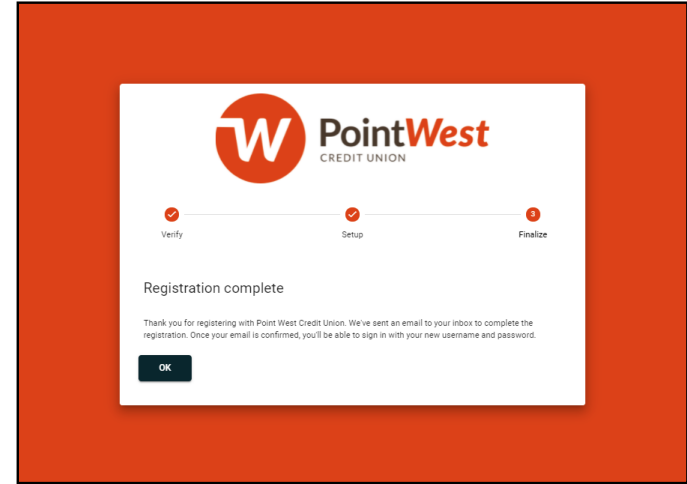 W PointWest
CREDIT UNION
3
Verify Setup Finalize
Registration complete
Thank you for registering with Point West Credit Union. We've sent an email to your inbox to complete the
registration. Once your email is confirmed, you'll be able to sign in with your new username and password.
OK